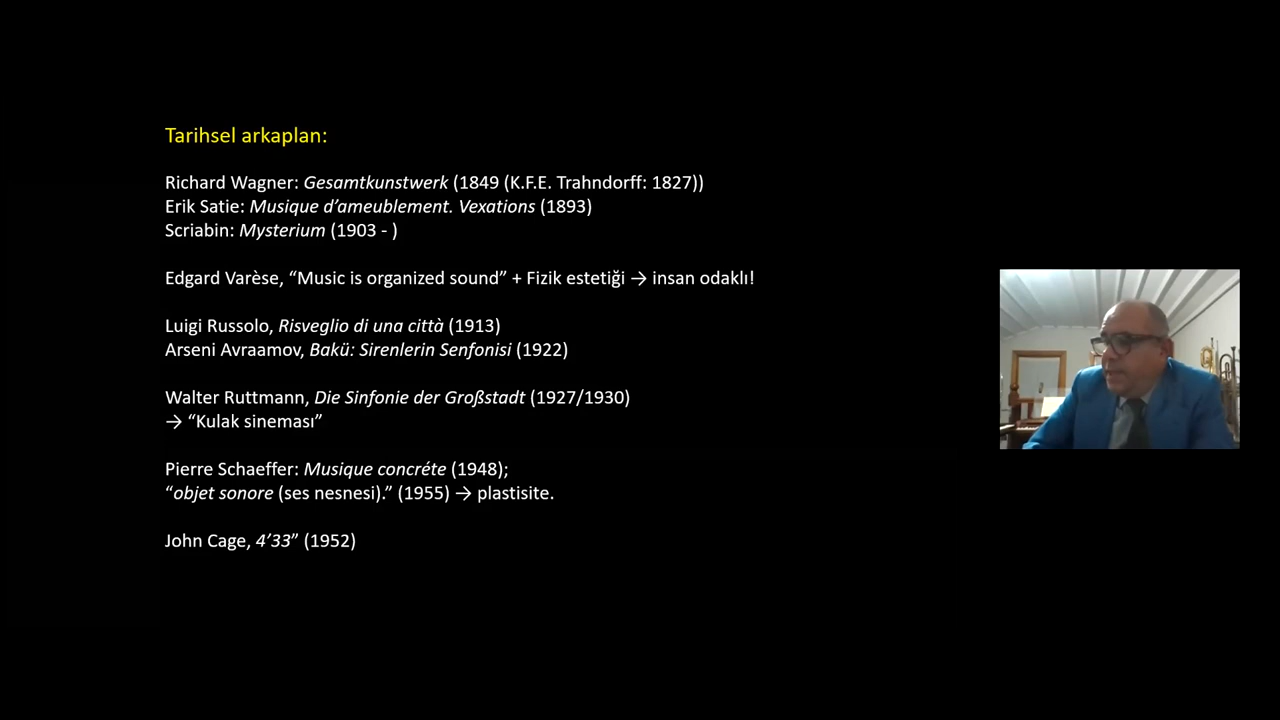 Tarihsel arkaplan:
Richard Wagner: Gesamtkunstwerk (1849 (K.F.E. Trahndorff: 1827))
Erik Satie: Musique d’ameublement. Vexations (1893)
Scriabin: Mysterium (1903 - )
Edgard Varèse, “Music is organized sound” + Fizik estetiği → insan odaklı!
Luigi Russolo, Risveglio di una città (1913)
Arseni Avraamov, Bakü: Sirenlerin Senfonisi (1922)
Walter Ruttmann, Die Sinfonie der Großstadt (1927/1930)
→ “Kulak sineması”
Pierre Schaeffer: Musique concréte (1948);
“objet sonore (ses nesnesi).” (1955) → plastisite.
John Cage, 4’33” (1952)